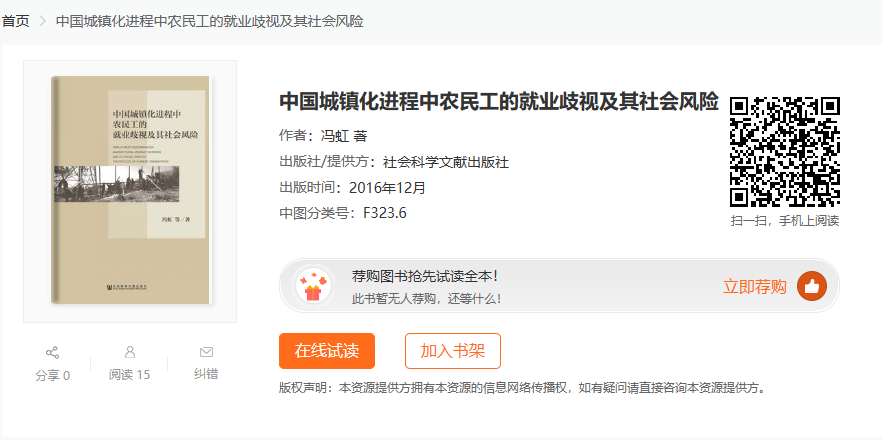 首页 > 中国城镇化进程中农民工的就业歧视及其社会风险
中国城镇化进程中
农民工的
就业歧视及其社会风险
冯虹 等/著
中国城镇化进程中农民工的就业歧视及其社会风险
作者：冯虹 著
出版社/提供方：社会科学文献出版社
出版时间：2016年12月
中图分类号：F323.6
扫一扫，手机上阅读
荐购图书抢先试读全本！
此书暂无人荐购，还等什么！
立即荐购
在线试读
加入书架
分享 0
阅读 15
纠错
版权声明：本资源提供方拥有本资源的信息网络传播权，如有疑问请直接咨询本资源提供方。